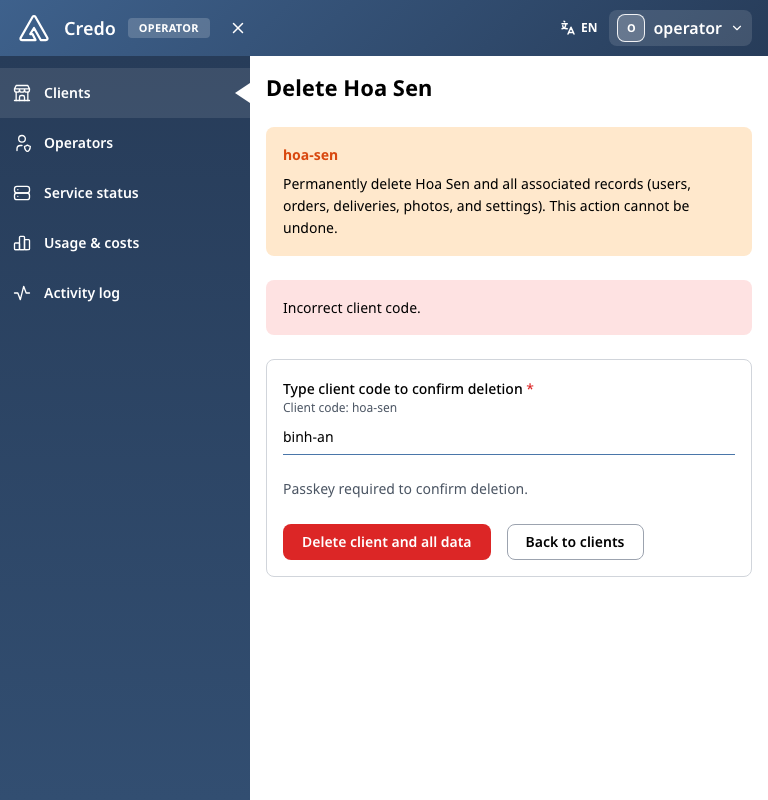 Credo
OPERATOR
EN
O
operator
Clients
Operators
Service status
Usage & costs
Activity log
Delete Hoa Sen
hoa-sen
Permanently delete Hoa Sen and all associated records (users,
orders, deliveries, photos, and settings). This action cannot be
undone.
Incorrect client code.
Type client code to confirm deletion *
Client code: hoa-sen
binh-an
Passkey required to confirm deletion.
Delete client and all data
Back to clients